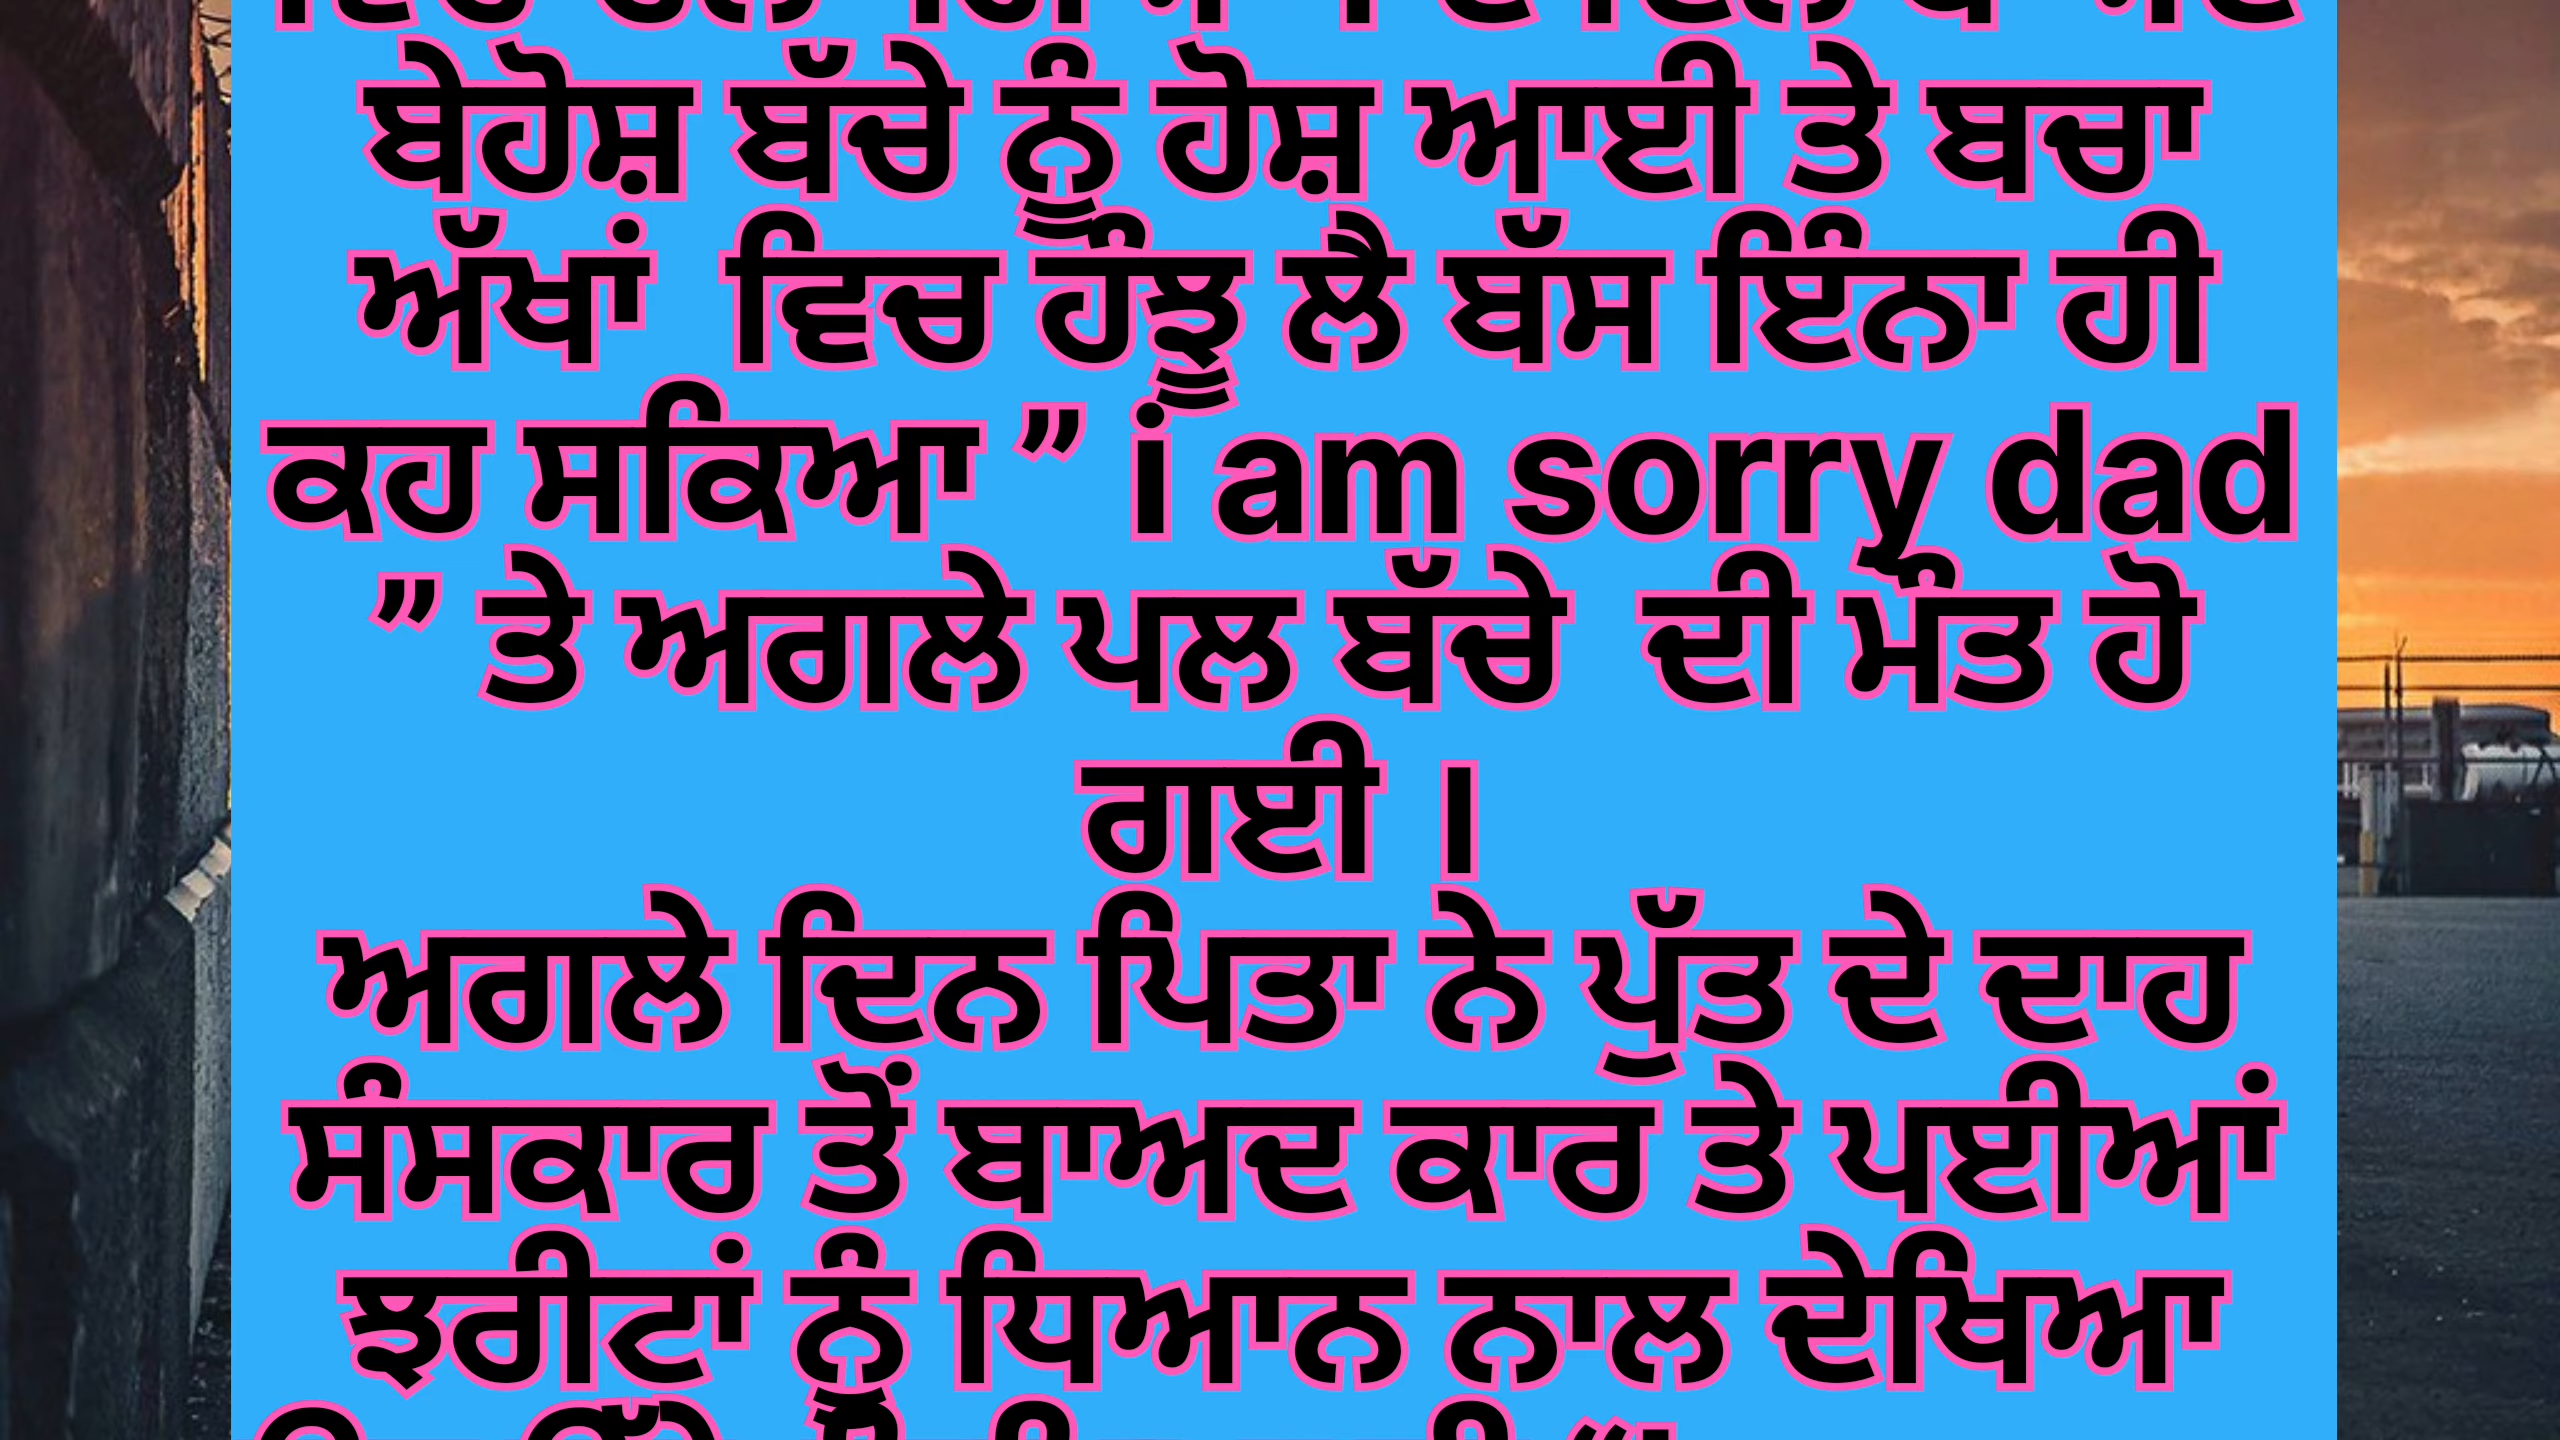 ਬੇਹੋਸ਼ ਬੱਚੇ ਨੂੰ ਹੋਸ਼ ਆਈ ਤੇ ਬਚਾ
ਅੱਖਾਂ ਵਿਚ ਹੰਝੂ ਲੈ ਬੱਸ ਇੰਨਾ ਹੀ
ਕਹ ਸਕਿਆ ” i am sorry dad
” ਤੇ ਅਗਲੇ ਪਲ ਬੱਚੇ ਦੀ ਮੌਤ ਹੋ
ਗਈ ।
ਅਗਲੇ ਦਿਨ ਪਿਤਾ ਨੇ ਪੁੱਤ ਦੇ ਦਾਹ
ਸੰਸਕਾਰ ਤੋਂ ਬਾਅਦ ਕਾਰ ਤੇ ਪਈਆਂ
ਝਰੀਟਾਂ ਨੂੰ ਧਿਆਨ ਨਾਲ ਦੇਖਿਆ